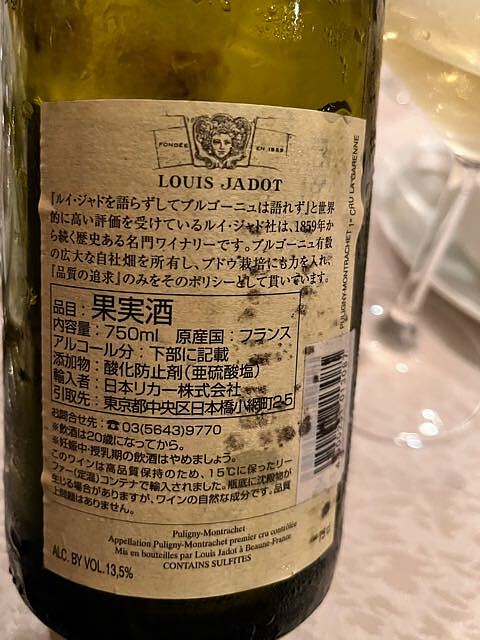 FONDÉE EN 1859
LOUIS JADOT
『ルイ・ジャドを語らずしてブルゴーニュは語れず』と世界
的に高い評価を受けているルイ・ジャド社は、1859年か
ら続く歴史ある名門ワイナリーです。ブルゴーニュ有数
の広大な自社畑を所有し、ブドウ栽培にも力を入れ、
『品質の追求』のみをそのポリシーとして貫いています。
品目：果実酒
内容量：750ml 原産国：フランス
アルコール分：下部に記載
添加物：酸化防止剤（亜硫酸塩）
輸入者：日本リカー株式会社
引取先：東京都中央区日本橋小網町2-5
お問合せ先：☎03(5643)9770
※飲酒は20歳になってから。
※妊娠中・授乳期の飲酒はやめましょう。
このワインは高品質保持のため、15℃に保ったリー
ファー(定温)コンテナで輸入されました。瓶底に沈殿物が
生じる場合がありますが、ワインの自然な成分です。品質
上問題はありません。
Puligny-Montrachet
Appellation Puligny-Montrachet premier cru contrôlée
Mis en bouteilles par Louis Jadot à Beaune-France
CONTAINS SULFITES
ALC. BY VOL.13,5%
PULIGNY-MONTRACHET 1er CRU LA GARENNE